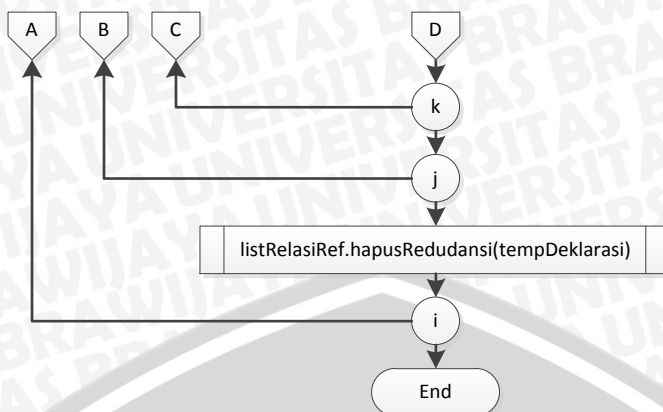 A B C D
k
j
listRelasiRef.hapusRedudansi(tempDeklarasi)
i
End